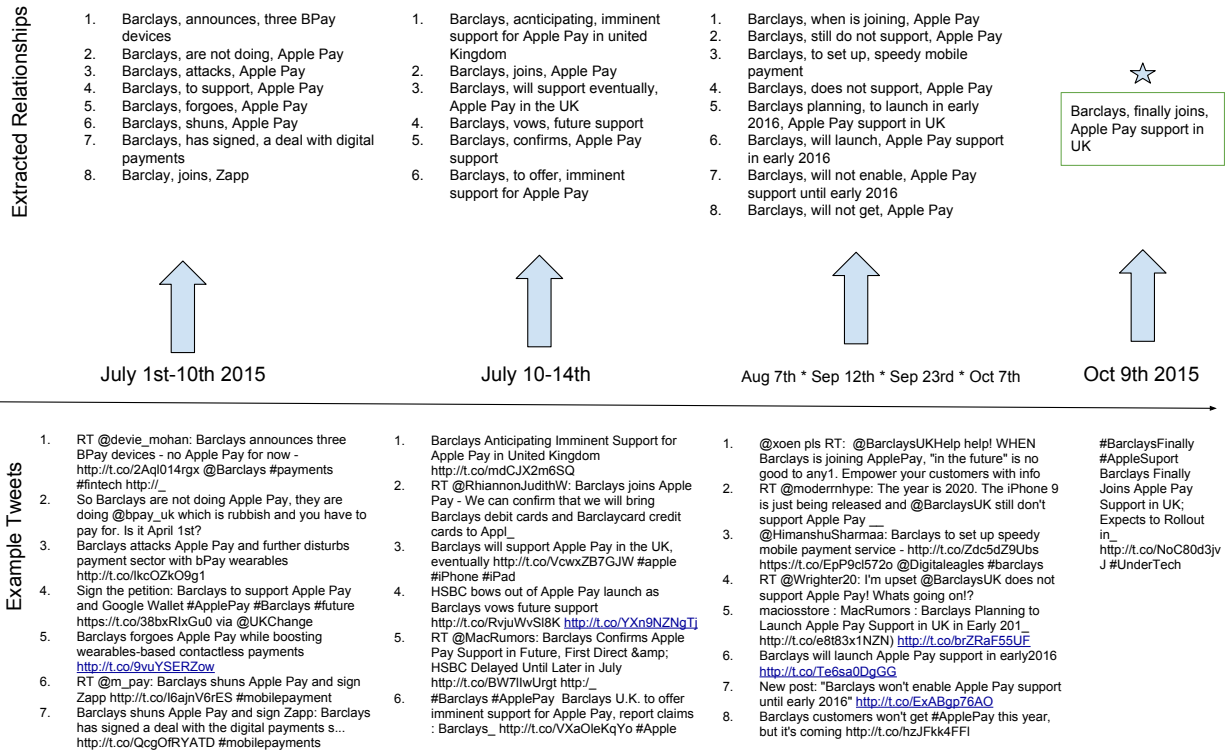 Extracted Relationships
1. Barclays, announces, three BPay
devices
2. Barclays, are not doing, Apple Pay
3. Barclays, attacks, Apple Pay
4. Barclays, to support, Apple Pay
5. Barclays, forgoes, Apple Pay
6. Barclays, shuns, Apple Pay
7. Barclays, has signed, a deal with digital
payments
8. Barclay, joins, Zapp
1. Barclays, acnticipating, imminent
support for Apple Pay in united
Kingdom
2. Barclays, joins, Apple Pay
3. Barclays, will support eventually,
Apple Pay in the UK
4. Barclays, vows, future support
5. Barclays, confirms, Apple Pay
support
6. Barclays, to offer, imminent
support for Apple Pay
1. Barclays, when is joining, Apple Pay
2. Barclays, still do not support, Apple Pay
3. Barclays, to set up, speedy mobile
payment
4. Barclays, does not support, Apple Pay
5. Barclays planning, to launch in early
2016, Apple Pay support in UK
6. Barclays, will launch, Apple Pay support
in early 2016
7. Barclays, will not enable, Apple Pay
support until early 2016
8. Barclays, will not get, Apple Pay
Barclays, finally joins,
Apple Pay support in
UK
July 1st-10th 2015
July 10-14th
Aug 7th * Sep 12th * Sep 23rd * Oct 7th
Oct 9th 2015
Example Tweets
1. RT @devie_mohan: Barclays announces three
BPay devices - no Apple Pay for now -
http://t.co/2Aql014rgx @Barclays #payments
#fintech http://_
2. So Barclays are not doing Apple Pay, they are
doing @bpay_uk which is rubbish and you have to
pay for. Is it April 1st?
3. Barclays attacks Apple Pay and further disturbs
payment sector with bPay wearables
http://t.co/IkcOZkO9g1
4. Sign the petition: Barclays to support Apple Pay
and Google Wallet #ApplePay #Barclays #future
https://t.co/38bxRIxGu0 via @UKChange
5. Barclays forgoes Apple Pay while boosting
wearables-based contactless payments
http://t.co/9vuYSERZow
6. RT @m_pay: Barclays shuns Apple Pay and sign
Zapp http://t.co/I6ajnV6rES #mobilepayment
7. Barclays shuns Apple Pay and sign Zapp: Barclays
has signed a deal with the digital payments s...
http://t.co/QcgOfRYATD #mobilepayments
1. Barclays Anticipating Imminent Support for
Apple Pay in United Kingdom
http://t.co/mdCJX2m6SQ
2. RT @RhiannonJudithW: Barclays joins Apple
Pay - We can confirm that we will bring
Barclays debit cards and Barclaycard credit
cards to Appl_
3. Barclays will support Apple Pay in the UK,
eventually http://t.co/VcwxZB7GJW #apple
#iPhone #iPad
4. HSBC bows out of Apple Pay launch as
Barclays vows future support
http://t.co/RvjuWvSl8K http://t.co/YXn9NZNgTj
5. RT @MacRumors: Barclays Confirms Apple
Pay Support in Future, First Direct &amp;
HSBC Delayed Until Later in July
http://t.co/BW7IIwUrgt http:/_
6. #Barclays #ApplePay Barclays U.K. to offer
imminent support for Apple Pay, report claims
: Barclays_ http://t.co/VXaOleKqYo #Apple
1. @xoen pls RT: @BarclaysUKHelp help! WHEN
Barclays is joining ApplePay, "in the future" is no
good to any1. Empower your customers with info
2. RT @moderrnhype: The year is 2020. The iPhone 9
is just being released and @BarclaysUK still don't
support Apple Pay __
3. @HimanshuSharmaa: Barclays to set up speedy
mobile payment service - http://t.co/Zdc5dZ9Ubs
https://t.co/EpP9cl572o @Digitaleagles #barclays
4. RT @Wrighter20: I'm upset @BarclaysUK does not
support Apple Pay! Whats going on!?
5. maciosstore : MacRumors : Barclays Planning to
Launch Apple Pay Support in UK in Early 201_
http://t.co/e8t83x1NZN) http://t.co/brZRaF55UF
6. Barclays will launch Apple Pay support in early2016
http://t.co/Te6sa0DgGG
7. New post: "Barclays won't enable Apple Pay support
until early 2016" http://t.co/ExABgp76AO
8. Barclays customers won't get #ApplePay this year,
but it's coming http://t.co/hzJFkk4FFI
#BarclaysFinally
#AppleSuport
Barclays Finally
Joins Apple Pay
Support in UK;
Expects to Rollout
in_
http://t.co/NoC80d3jv
J #UnderTech